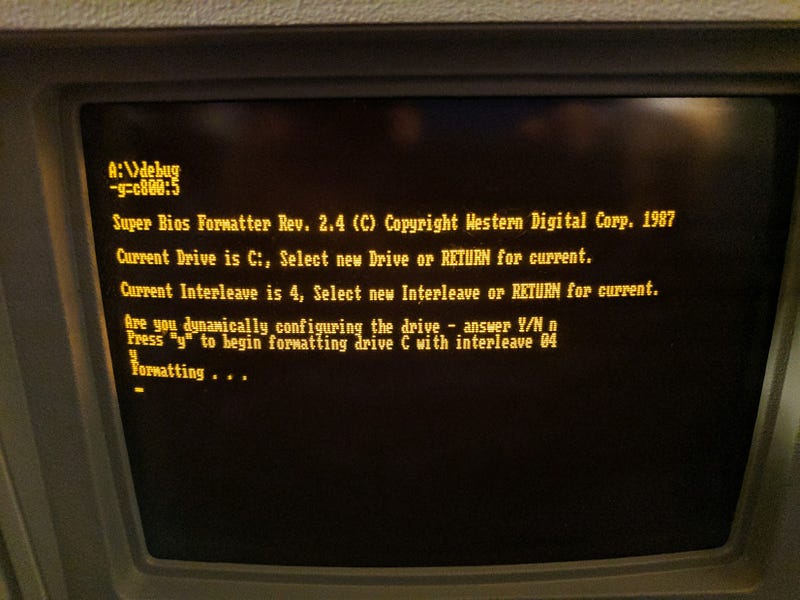 A:\>debug
-g=c800:5
Super Bios Formatter Rev. 2.4 (C) Copyright Western Digital Corp. 1987
Current Drive is C:, Select new Drive or RETURN for current.
Current Interleave is 4, Select new Interleave or RETURN for current.
Are you dynamically configuring the drive - answer Y/N n
Press "y" to begin formatting drive C with interleave 04
y
Formatting . . .